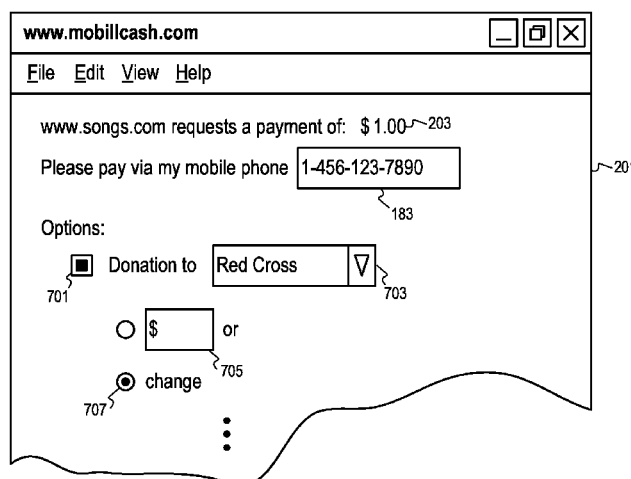 www.mobillcash.com
File Edit View Help
www.songs.com requests a payment of: $1.00 203
Please pay via my mobile phone 1-456-123-7890
201
183
Options:
Donation to Red Cross
701
703
$ or
705
change
707